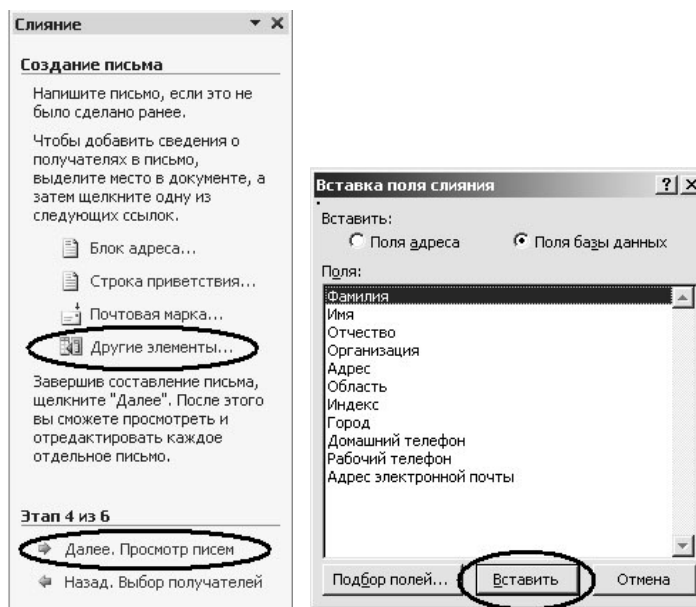 Слияние
Создание письма
Напишите письмо, если это не
было сделано ранее.
Чтобы добавить сведения о
получателях в письмо,
выделите место в документе, а
затем щелкните одну из
следующих ссылок.
Блок адреса...
Строка приветствия...
Почтовая марка...
Другие элементы...
Завершив составление письма,
щелкните "Далее". После этого
вы сможете просмотреть и
отредактировать каждое
отдельное письмо.
Этап 4 из 6
Далее. Просмотр писем
Назад. Выбор получателей
Вставка поля слияния
Вставить:
Поля адреса
Поля базы данных
Поля:
Фамилия
Имя
Отчество
Организация
Адрес
Область
Индекс
Город
Домашний телефон
Рабочий телефон
Адрес электронной почты
Подбор полей...
Вставить
Отмена